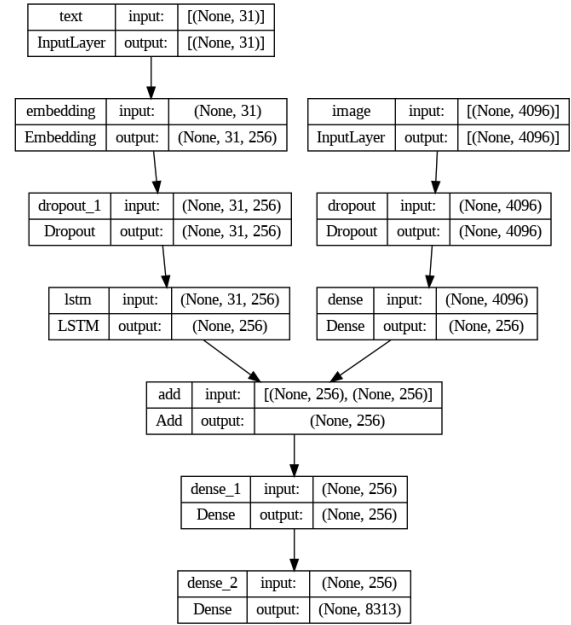 text input: [(None, 31)]
InputLayer output: [(None, 31)]
embedding input: (None, 31)
Embedding output: (None, 31, 256)
image input: [(None, 4096)]
InputLayer output: [(None, 4096)]
dropout_1 input: (None, 31, 256)
Dropout output: (None, 31, 256)
dropout input: (None, 4096)
Dropout output: (None, 4096)
lstm input: (None, 31, 256)
LSTM output: (None, 256)
dense input: (None, 4096)
Dense output: (None, 256)
add input: [(None, 256), (None, 256)]
Add output: (None, 256)
dense_1 input: (None, 256)
Dense output: (None, 256)
dense_2 input: (None, 256)
Dense output: (None, 8313)